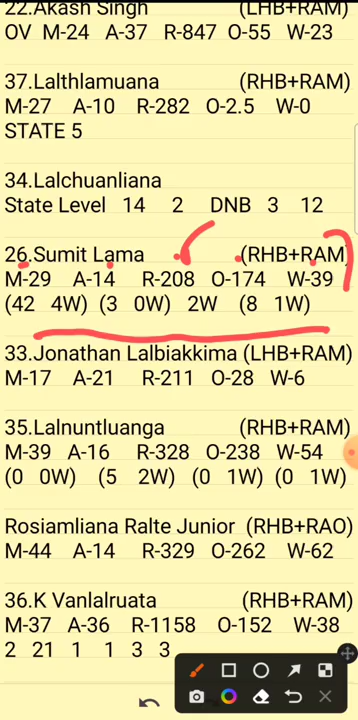 22.Akash Singh (LHB+RAM)
OV M-24 A-37 R-847 O-55 W-23
37.Lalthlamuana (RHB+RAM)
M-27 A-10 R-282 O-2.5 W-0
STATE 5
34.Lalchuanliana
State Level 14 2 DNB 3 12
26.Sumit Lama (RHB+RAM)
M-29 A-14 R-208 O-174 W-39
(42 4W) (3 0W) 2W (8 1W)
33.Jonathan Lalbiakkima (LHB+RAM)
M-17 A-21 R-211 O-28 W-6
35.Lalnuntluanga (RHB+RAM)
M-39 A-16 R-328 O-238 W-54
(0 0W) (5 2W) (0 1W) (0 1W)
Rosiamliana Ralte Junior (RHB+RAO)
M-44 A-14 R-329 O-262 W-62
36.K Vanlalruata (RHB+RAM)
M-37 A-36 R-1158 O-152 W-38
2 21 1 1 3 3